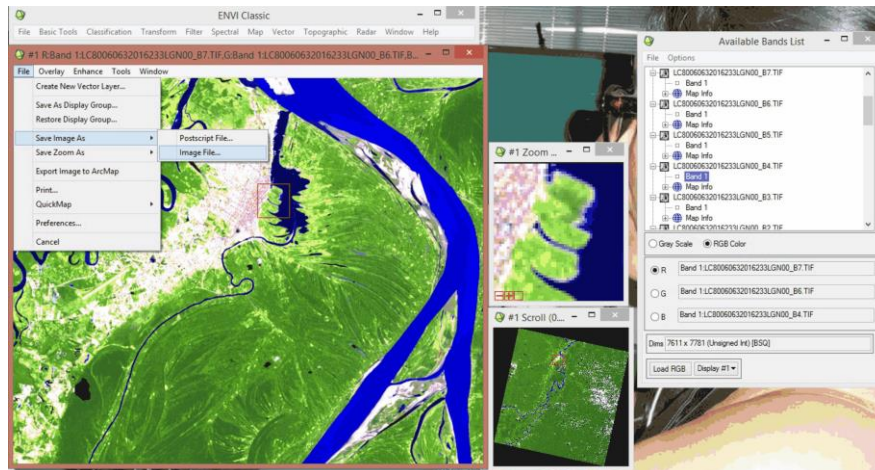 ENVI Classic
File Basic Tools Classification Transform Filter Spectral Map Vector Topographic Radar Window Help
#1 R:Band 1:LC80060632016233LGN00_B7.TIF,G:Band 1:LC80060632016233LGN00_B6.TIF,B...
File Overlay Enhance Tools Window
Create New Vector Layer...
Save As Display Group...
Restore Display Group...
Save Image As
Save Zoom As
Export Image to ArcMap
Print...
QuickMap
Preferences...
Cancel
Postscript File...
Image File...
#1 Zoom ...
#1 Scroll (0....
Available Bands List
File Options
LC80060632016233LGN00_B7.TIF
Band 1
Map Info
LC80060632016233LGN00_B6.TIF
Band 1
Map Info
LC80060632016233LGN00_B5.TIF
Band 1
Map Info
LC80060632016233LGN00_B4.TIF
Band 1
Map Info
LC80060632016233LGN00_B3.TIF
Band 1
Map Info
LC80060632016233LGN00_B2.TIF
Gray Scale RGB Color
R Band 1:LC80060632016233LGN00_B7.TIF
G Band 1:LC80060632016233LGN00_B6.TIF
B Band 1:LC80060632016233LGN00_B4.TIF
Dims 7611 x 7781 (Unsigned Int) [BSQ]
Load RGB Display #1